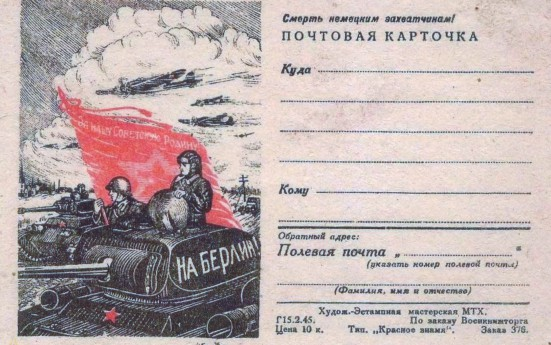 Смерть немецким захватчикам!
ПОЧТОВАЯ КАРТОЧКА
Куда
Кому
Обратный адрес:
Полевая почта „ "
(указать номер полевой почты)
(Фамилия, имя и отчество)
Худож.-Эстампная мастерская МТХ.
Г15.2.45. По заказу Воениниторга
Цена 10 к. Тип. „Красное знамя". Заказ 376.
За нашу Советскую Родину
НА БЕРЛИН!